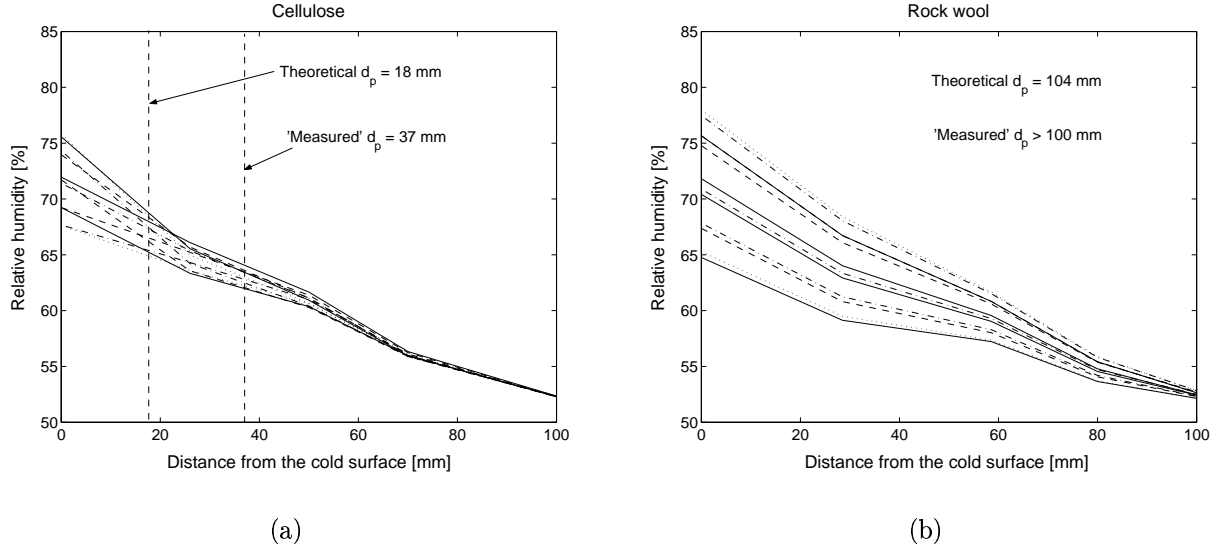 Cellulose
85
80
75
70
65
60
55
50
Relative humidity [%]
Theoretical d_p = 18 mm
'Measured' d_p = 37 mm
0 20 40 60 80 100
Distance from the cold surface [mm]
(a)
Rock wool
85
80
75
70
65
60
55
50
Relative humidity [%]
Theoretical d_p = 104 mm
'Measured' d_p > 100 mm
0 20 40 60 80 100
Distance from the cold surface [mm]
(b)